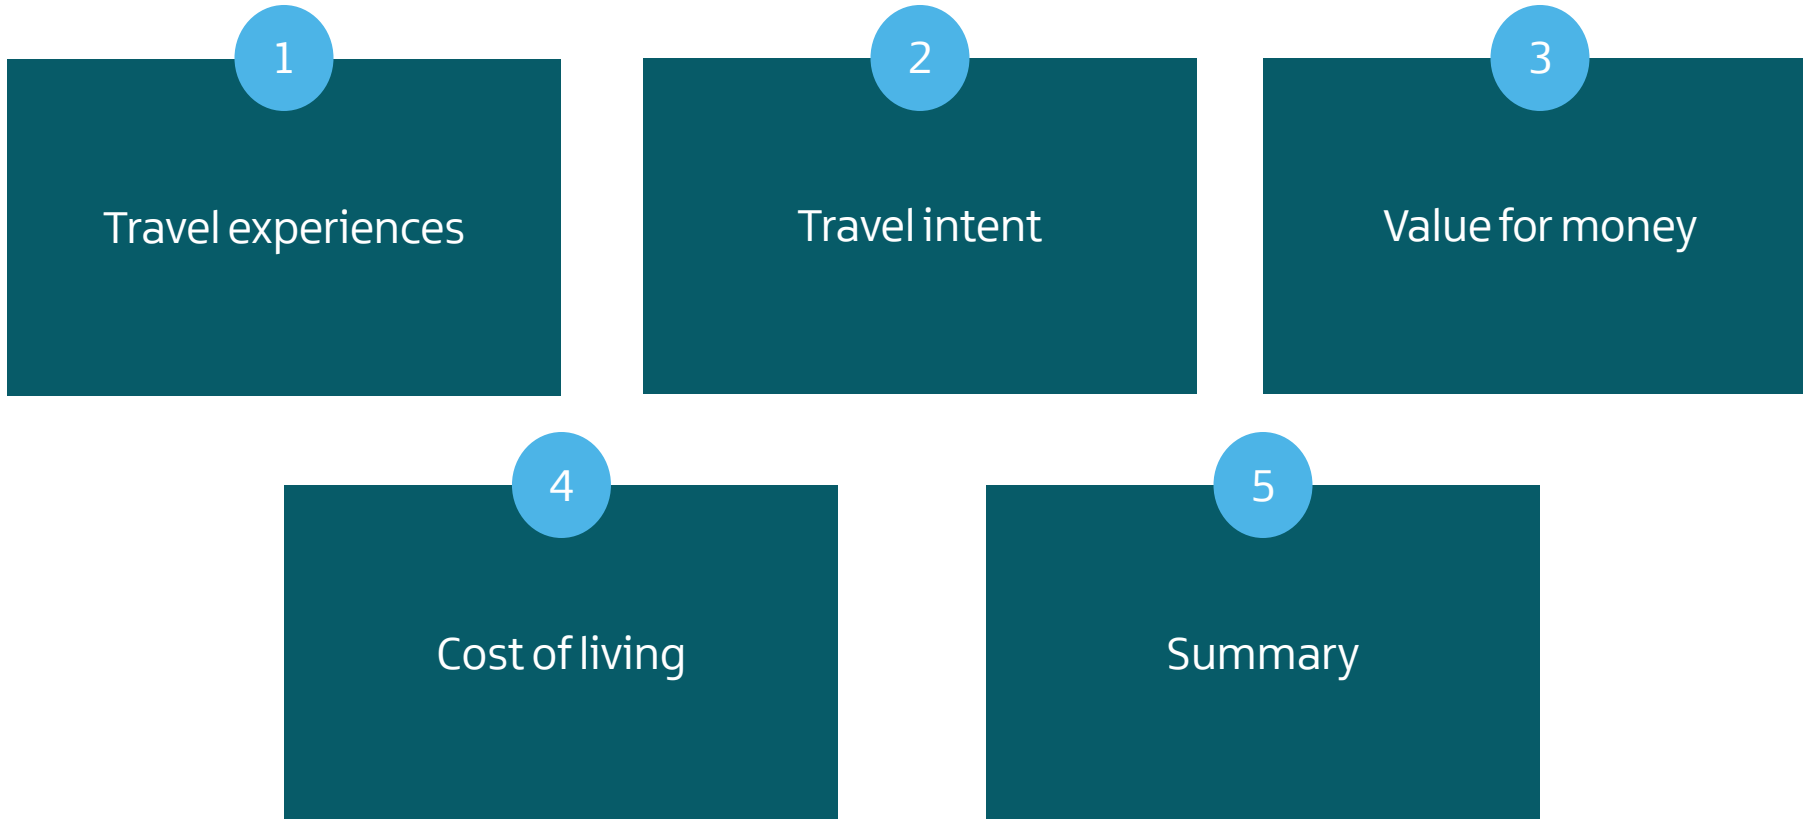 1
Travel experiences
2
Travel intent
3
Value for money
4
Cost of living
5
Summary